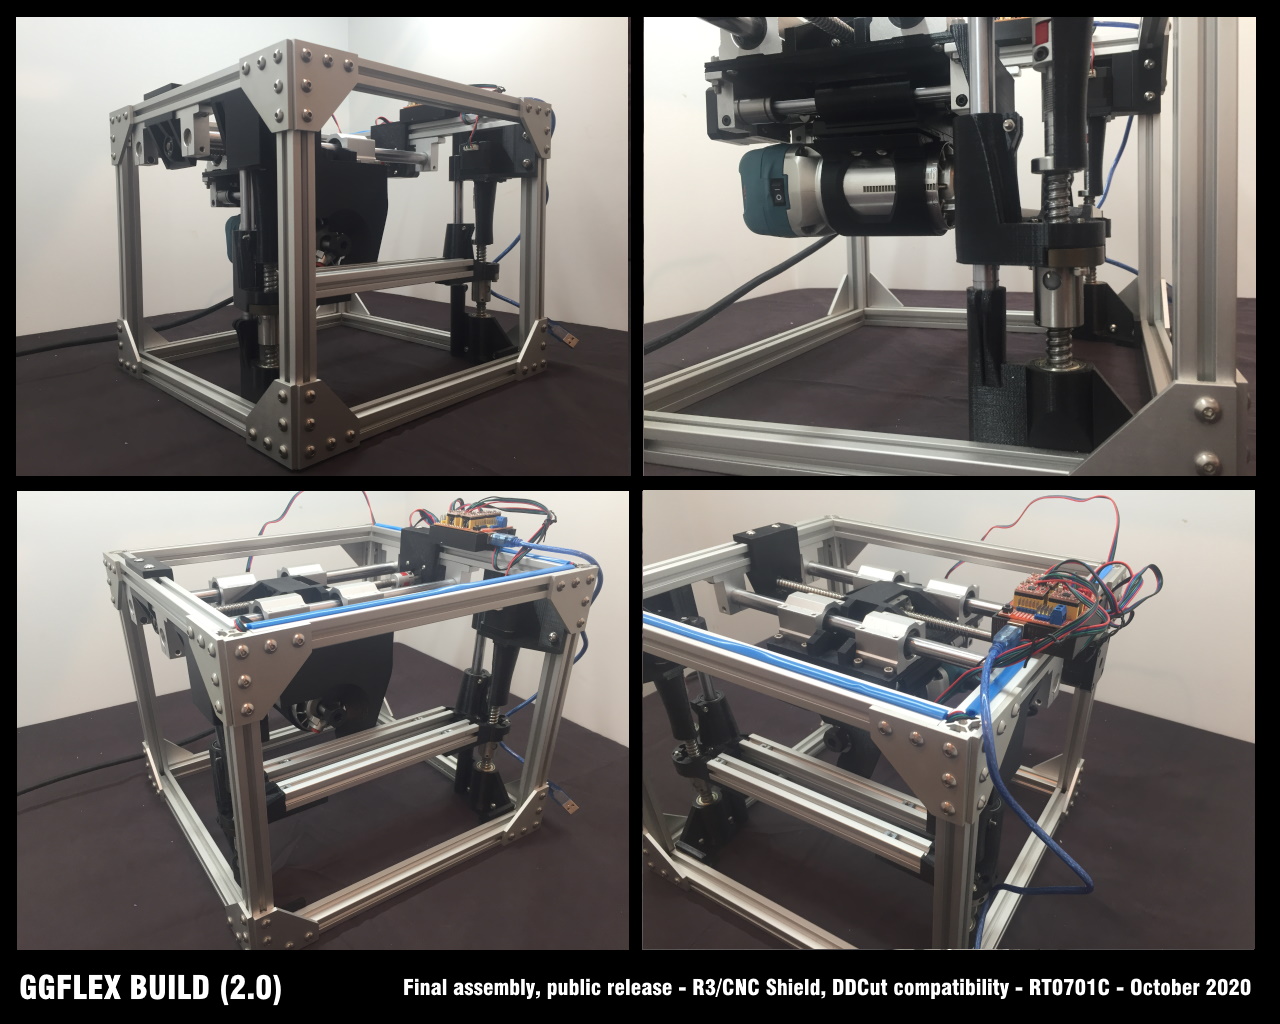 GGFLEX BUILD (2.0)
Final assembly, public release - R3/CNC Shield, DDCut compatibility - RT0701C - October 2020